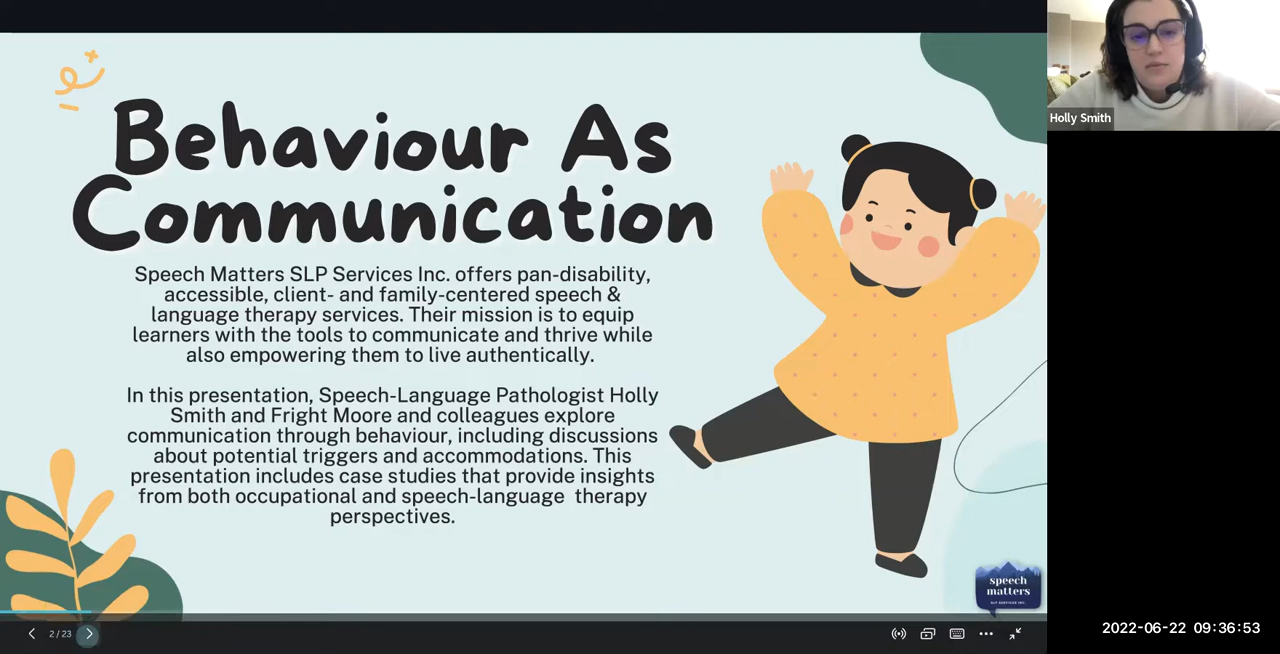 Behaviour As
Communication
Speech Matters SLP Services Inc. offers pan-disability,
accessible, client- and family-centered speech &
language therapy services. Their mission is to equip
learners with the tools to communicate and thrive while
also empowering them to live authentically.
In this presentation, Speech-Language Pathologist Holly
Smith and Fright Moore and colleagues explore
communication through behaviour, including discussions
about potential triggers and accommodations. This
presentation includes case studies that provide insights
from both occupational and speech-language therapy
perspectives.
speech
matters
SLP SERVICES INC.
2 / 23
Holly Smith
2022-06-22 09:36:53